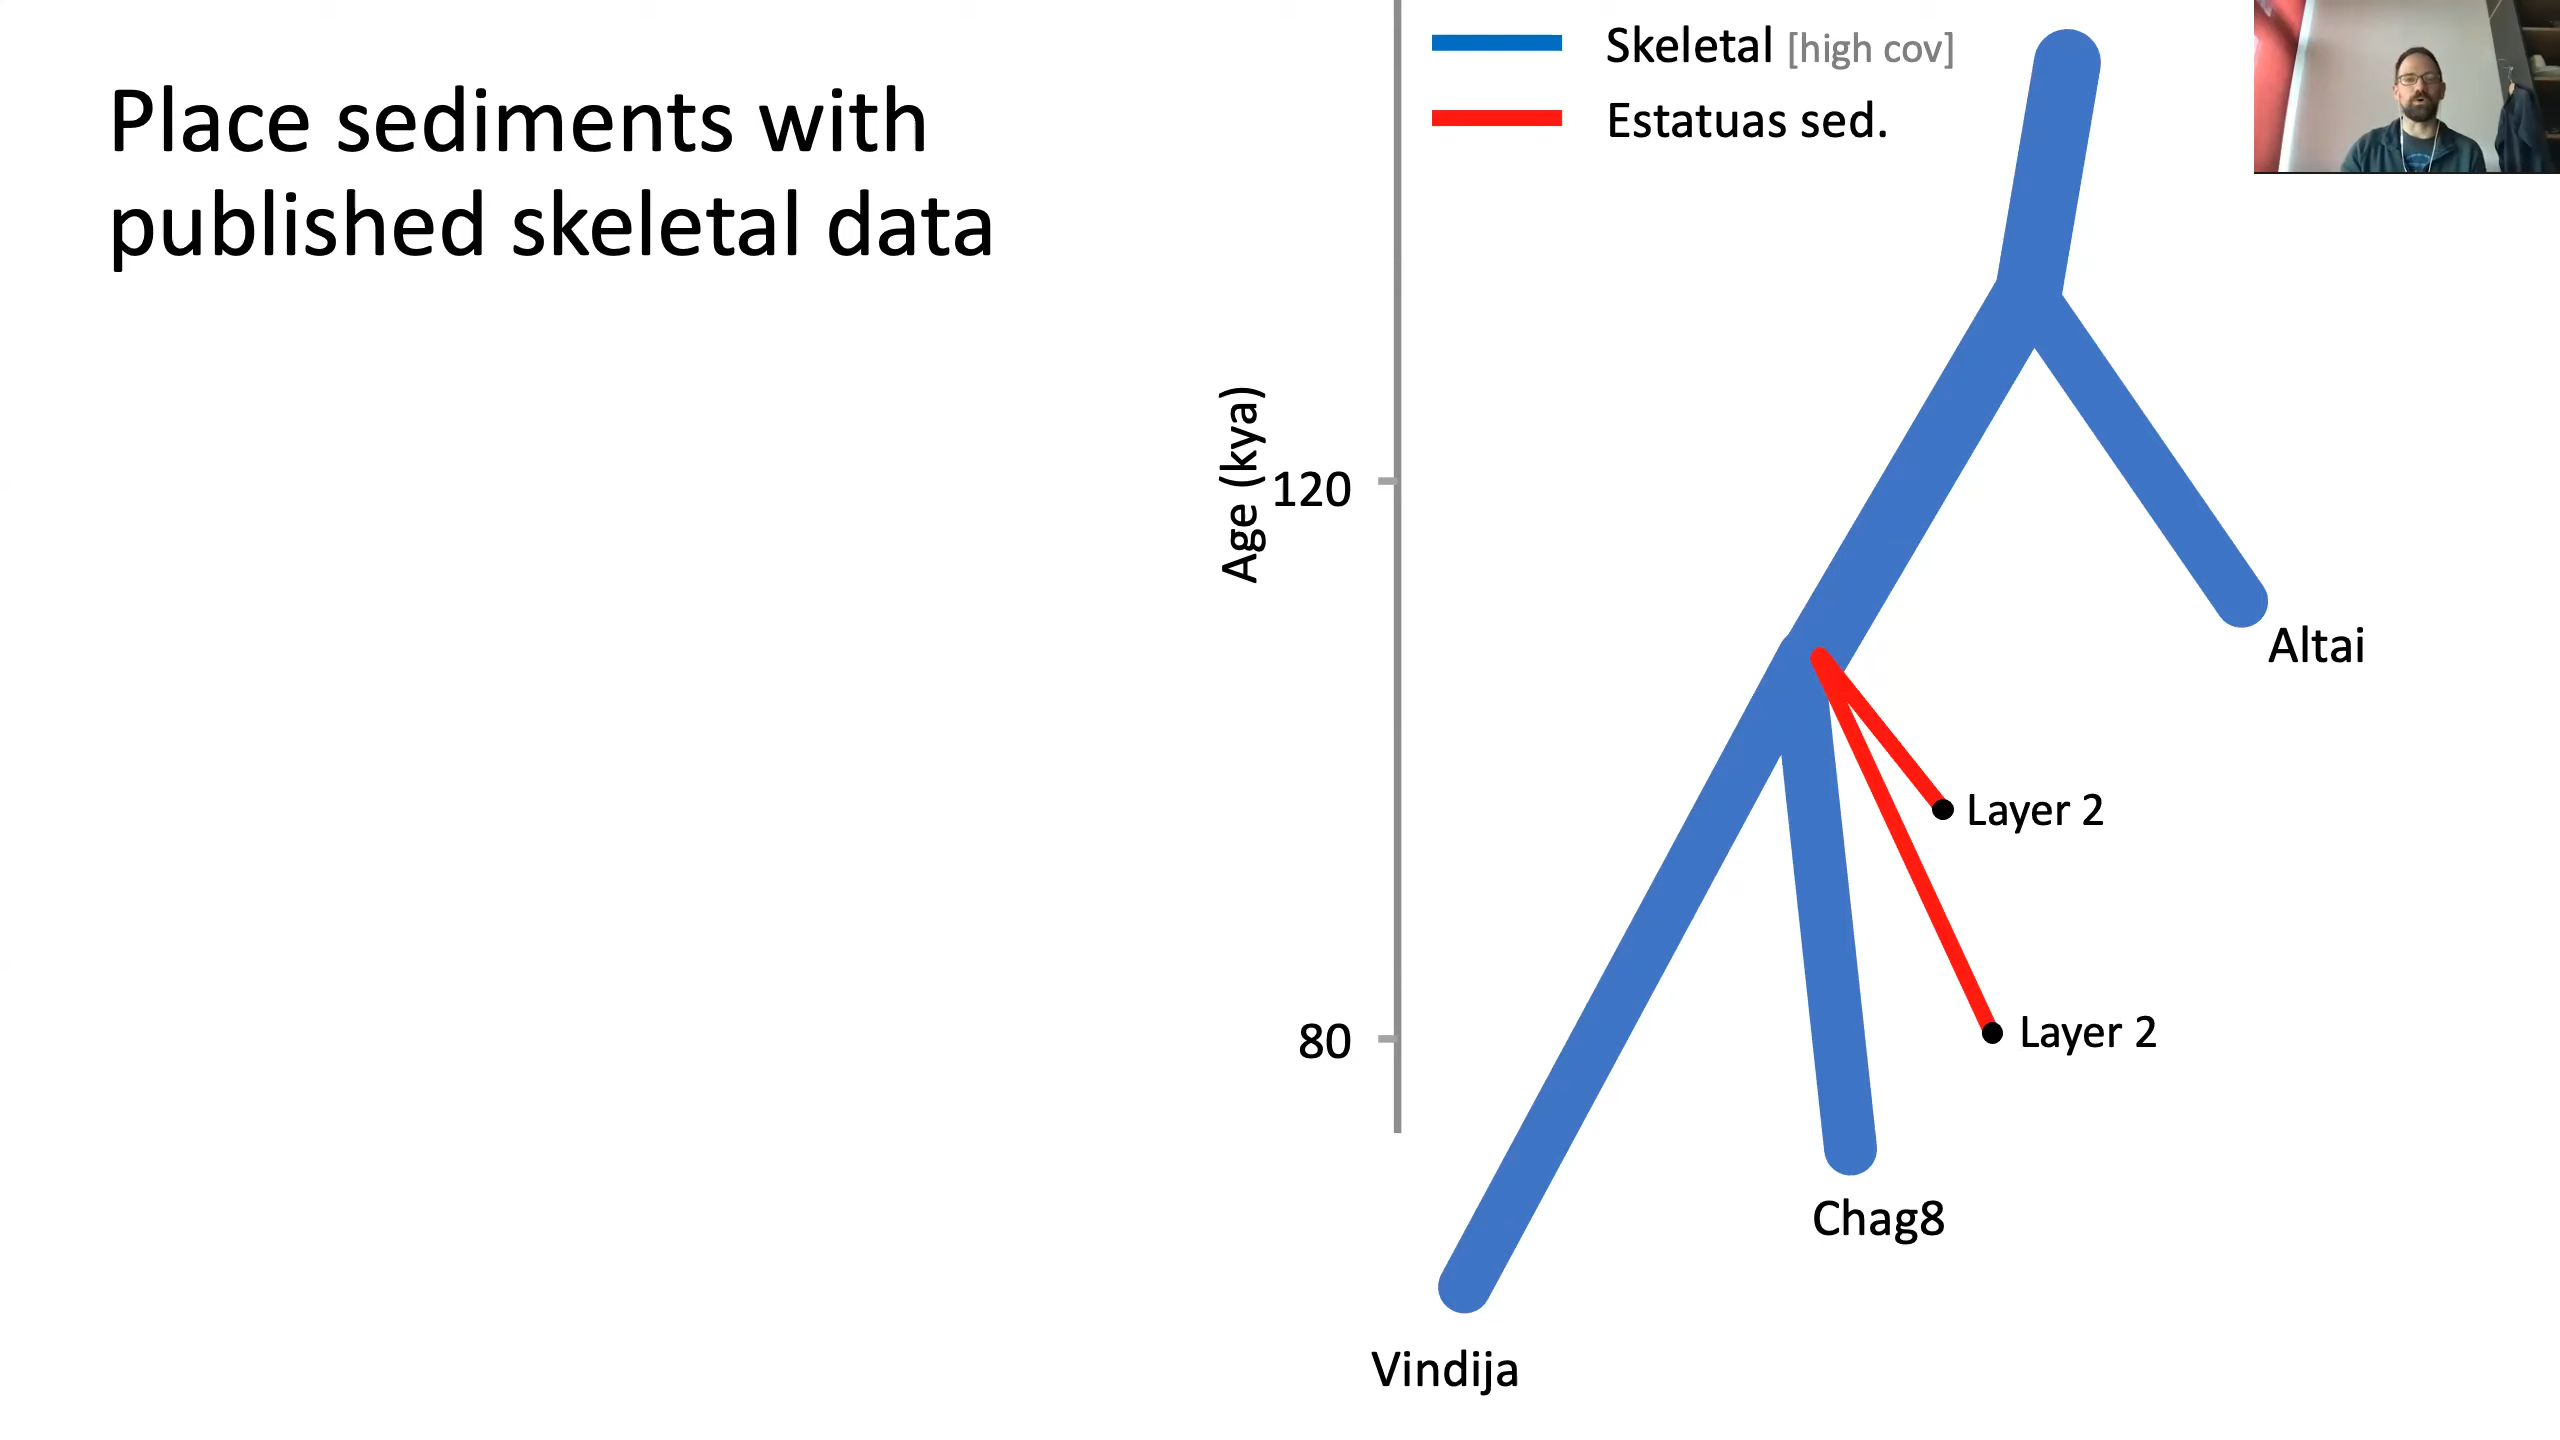 Place sediments with
published skeletal data
Skeletal [high cov]
Estatuas sed.
Age (kya)
120
80
Altai
Layer 2
Layer 2
Chag8
Vindija